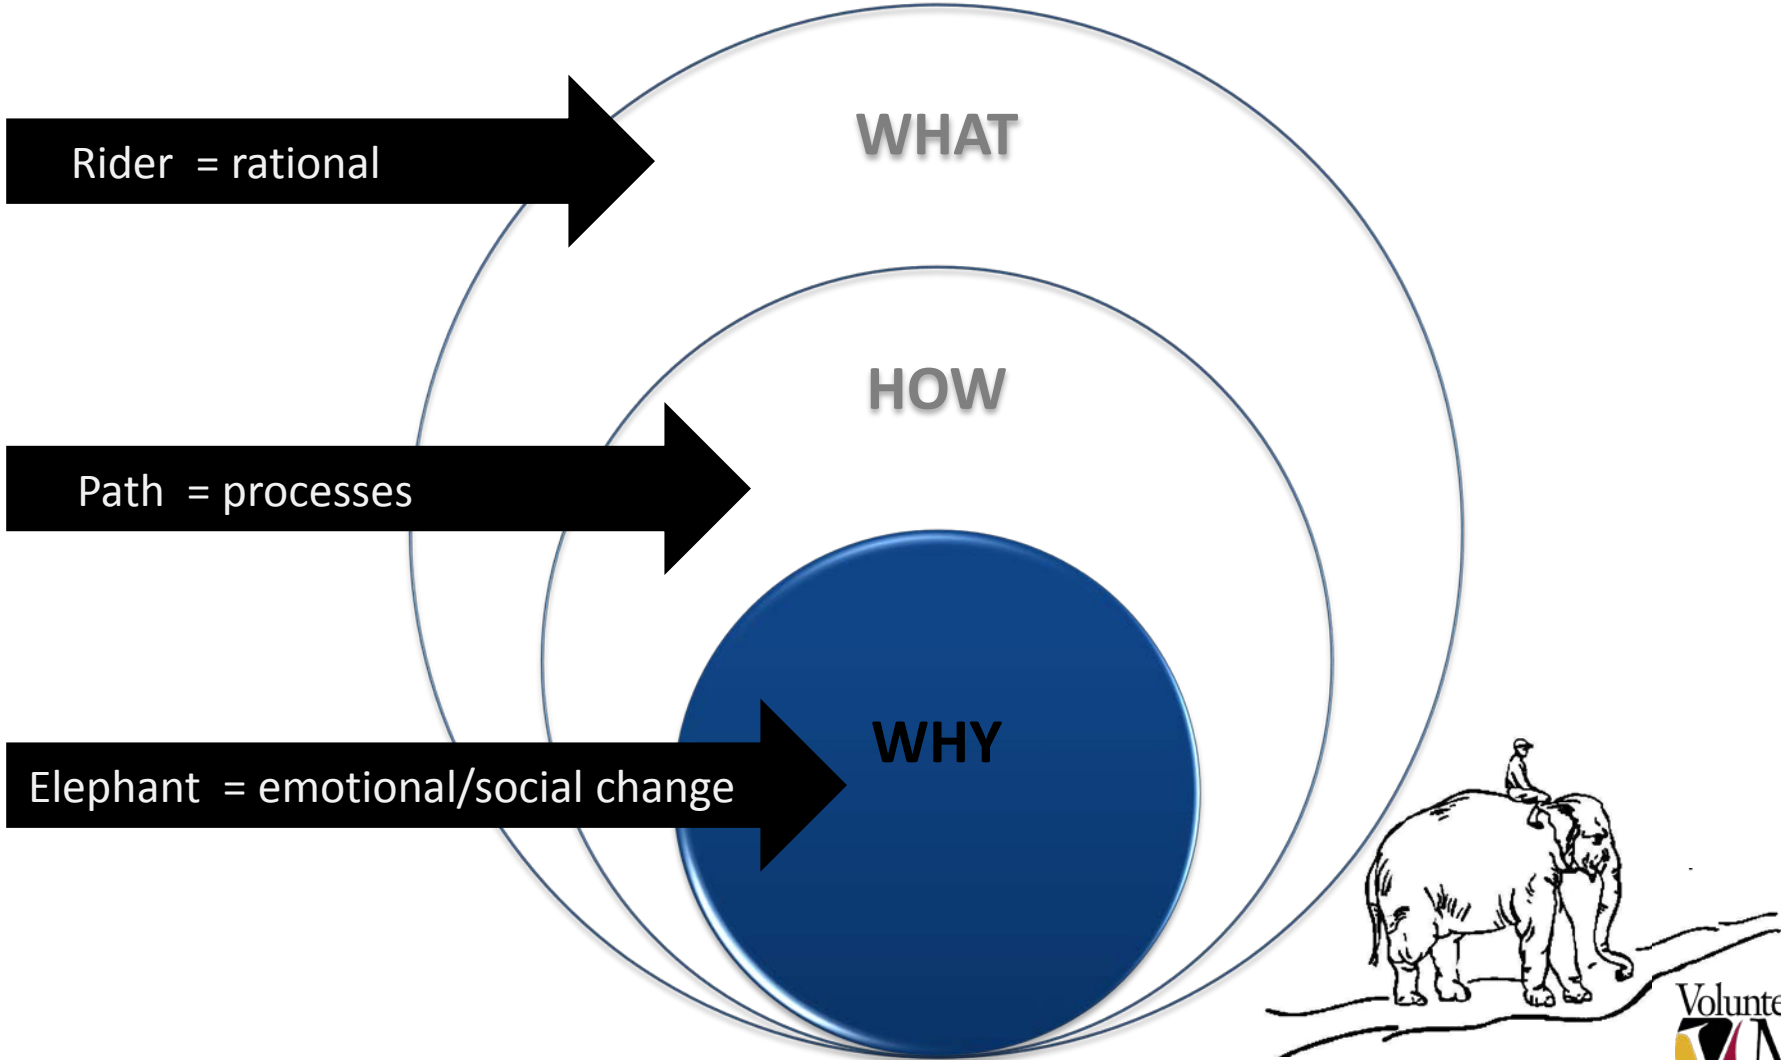 WHAT
Rider = rational
HOW
Path = processes
WHY
Elephant = emotional/social change